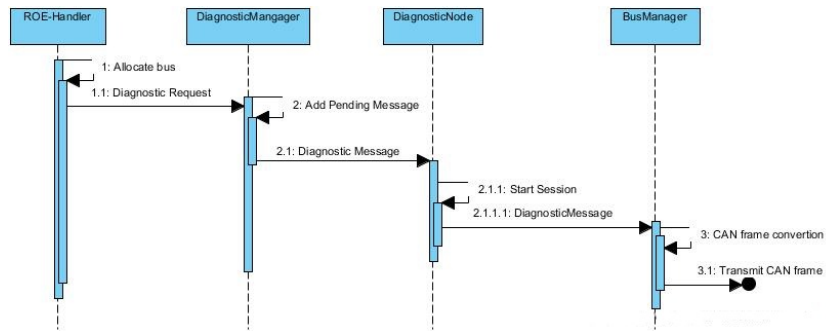 ROE-Handler
DiagnosticMangager
DiagnosticNode
BusManager
1: Allocate bus
1.1: Diagnostic Request
2: Add Pending Message
2.1: Diagnostic Message
2.1.1: Start Session
2.1.1.1: DiagnosticMessage
3: CAN frame convertion
3.1: Transmit CAN frame